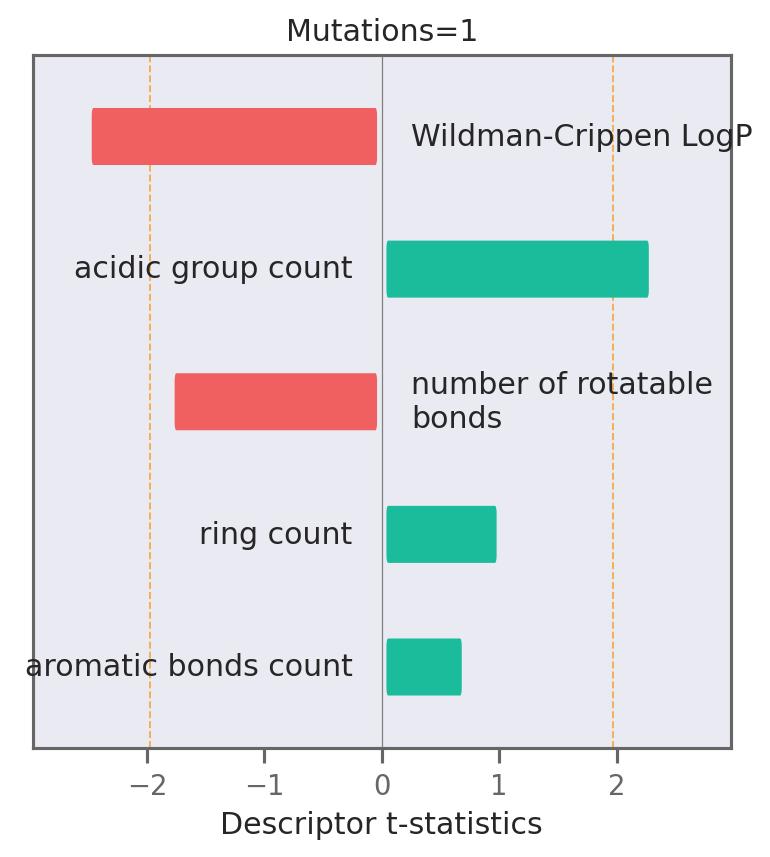 Mutations=1
Wildman-Crippen LogP
acidic group count
number of rotatable
bonds
ring count
aromatic bonds count
−2 −1 0 1 2
Descriptor t-statistics